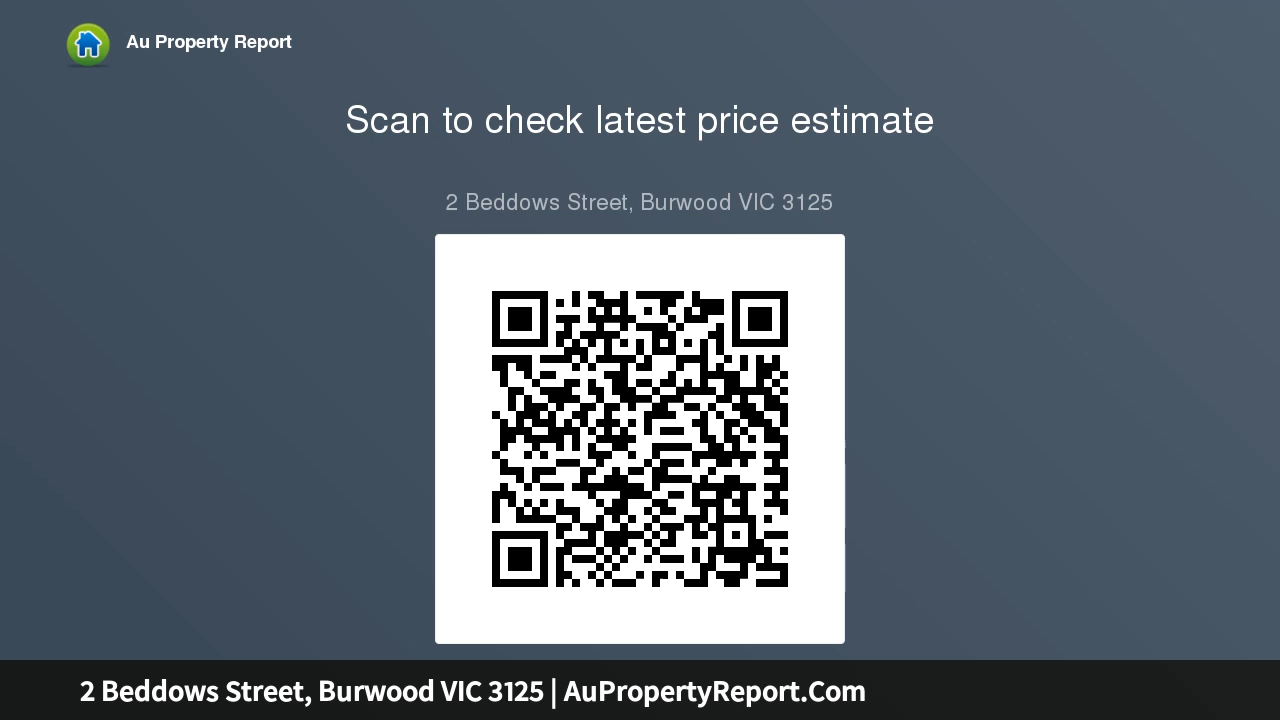 Au Property Report
Scan to check latest price estimate
2 Beddows Street, Burwood VIC 3125
2 Beddows Street, Burwood VIC 3125 | AuPropertyReport.Com